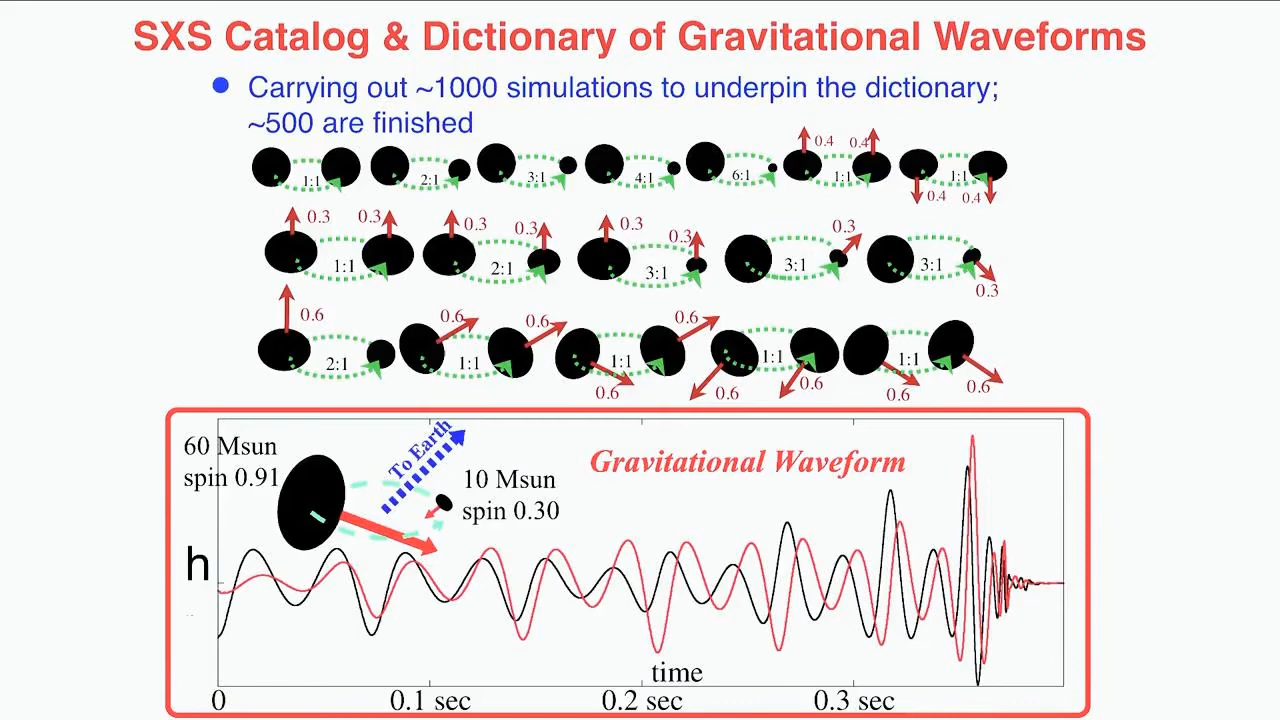 SXS Catalog & Dictionary of Gravitational Waveforms
Carrying out ~1000 simulations to underpin the dictionary;
~500 are finished
0.4 0.4
1:1 2:1 3:1 4:1 6:1 1:1 1:1
0.4 0.4
0.3 0.3 0.3 0.3 0.3 0.3 0.3
1:1 2:1 3:1 3:1 3:1
0.3
0.6 0.6 0.6 0.6
2:1 1:1 1:1 1:1 1:1
0.6 0.6 0.6 0.6 0.6
60 Msun
spin 0.91
To Earth
10 Msun
spin 0.30
Gravitational Waveform
h
time
0 0.1 sec 0.2 sec 0.3 sec